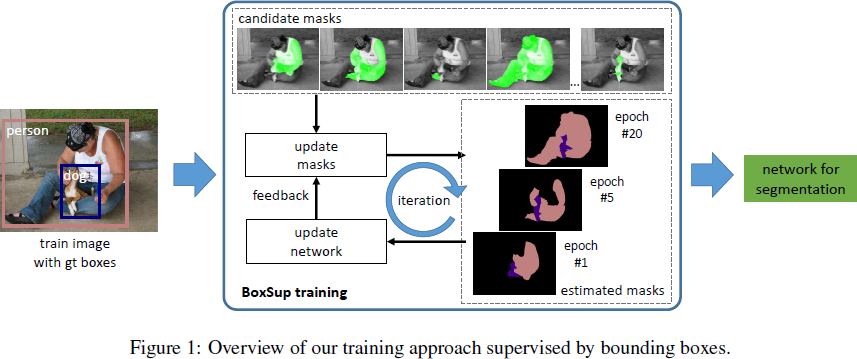 candidate masks
...
person
dog
train image
with gt boxes
update
masks
feedback
update
network
iteration
epoch
#20
epoch
#5
epoch
#1
estimated masks
BoxSup training
network for
segmentation
Figure 1: Overview of our training approach supervised by bounding boxes.